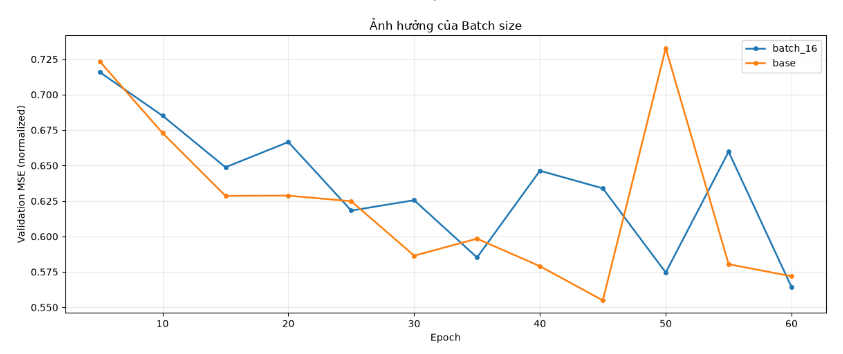 Ảnh hưởng của Batch size
batch_16
base
Validation MSE (normalized)
0.725
0.700
0.675
0.650
0.625
0.600
0.575
0.550
10 20 30 40 50 60
Epoch